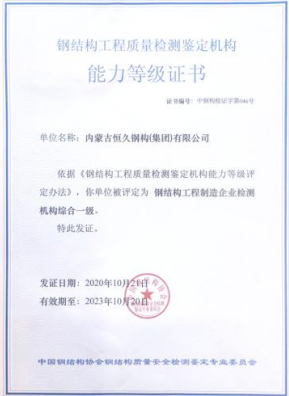 钢结构工程质量检测鉴定机构
能力等级证书
证书编号：中钢构检证字第046号
单位名称：内蒙古恒久钢构(集团)有限公司
依据《钢结构工程质量检测鉴定机构能力等级评
定办法》，你单位被评定为 钢结构工程制造企业检测
机构综合一级。
特此发证。
发证日期：2020年10月21日
有效期至：2023年10月20日
中国钢结构协会钢结构质量安全检测鉴定专业委员会